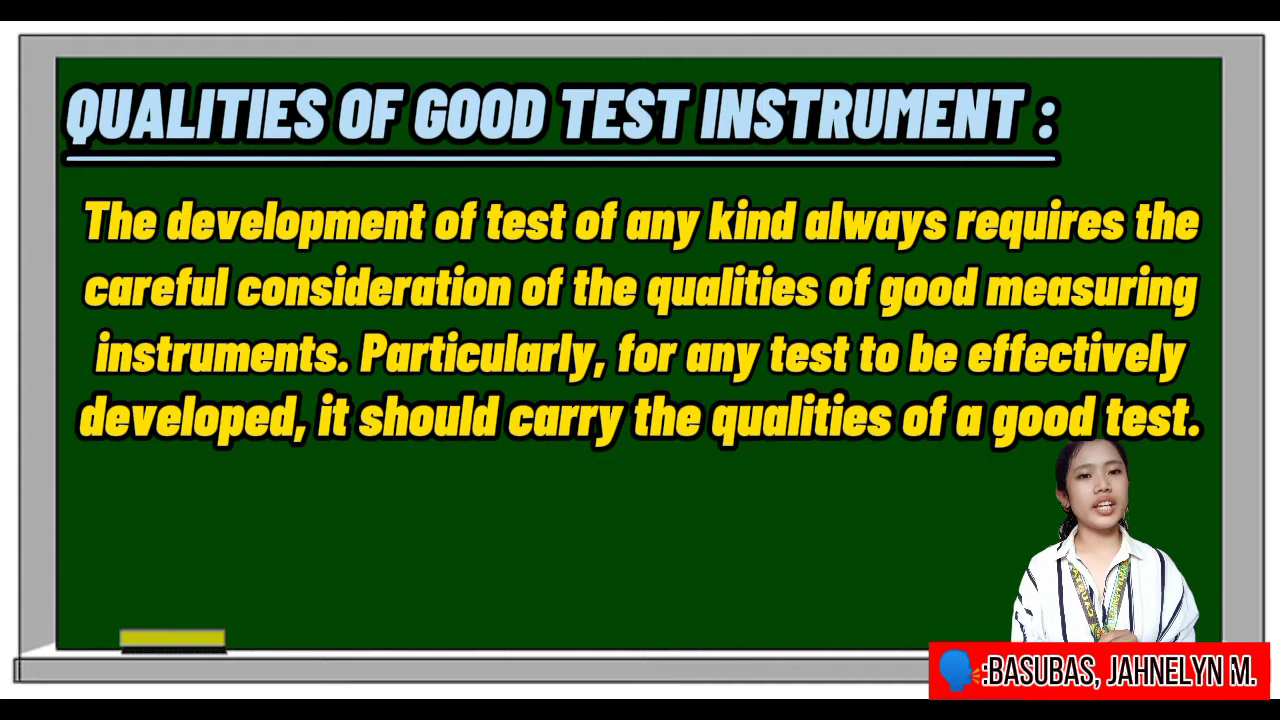 QUALITIES OF GOOD TEST INSTRUMENT :
The development of test of any kind always requires the
careful consideration of the qualities of good measuring
instruments. Particularly, for any test to be effectively
developed, it should carry the qualities of a good test.
:BASUBAS, JAHNELYN M.